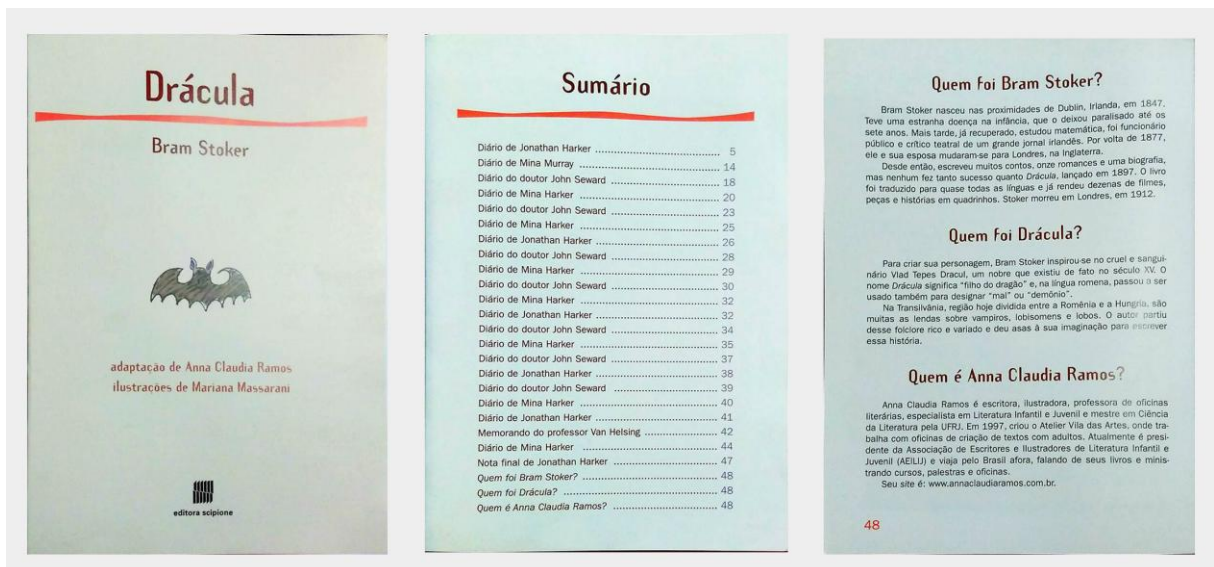 Drácula
Bram Stoker
adaptação de Anna Claudia Ramos
ilustrações de Mariana Massarani
editora scipione
Sumário
Diário de Jonathan Harker ... 5
Diário de Mina Murray ... 14
Diário do doutor John Seward ... 18
Diário de Mina Harker ... 20
Diário do doutor John Seward ... 23
Diário de Mina Harker ... 25
Diário de Jonathan Harker ... 26
Diário do doutor John Seward ... 28
Diário de Mina Harker ... 29
Diário do doutor John Seward ... 30
Diário de Mina Harker ... 32
Diário de Jonathan Harker ... 32
Diário do doutor John Seward ... 34
Diário de Mina Harker ... 35
Diário do doutor John Seward ... 37
Diário de Jonathan Harker ... 38
Diário do doutor John Seward ... 39
Diário de Mina Harker ... 40
Diário de Jonathan Harker ... 41
Memorando do professor Van Helsing ... 42
Diário de Mina Harker ... 44
Nota final de Jonathan Harker ... 47
Quem foi Bram Stoker? ... 48
Quem foi Drácula? ... 48
Quem é Anna Claudia Ramos? ... 48
Quem foi Bram Stoker?
Bram Stoker nasceu nas proximidades de Dublin, Irlanda, em 1847.
Teve uma estranha doença na infância, que o deixou paralisado até os
sete anos. Mais tarde, já recuperado, estudou matemática, foi funcionário
público e crítico teatral de um grande jornal irlandês. Por volta de 1877,
ele e sua esposa mudaram-se para Londres, na Inglaterra.
Desde então, escreveu muitos contos, onze romances e uma biografia,
mas nenhum fez tanto sucesso quanto Drácula, lançado em 1897. O livro
foi traduzido para quase todas as línguas e já rendeu dezenas de filmes,
peças e histórias em quadrinhos. Stoker morreu em Londres, em 1912.
Quem foi Drácula?
Para criar sua personagem, Bram Stoker inspirou-se no cruel e sangui-
nário Vlad Tepes Dracul, um nobre que existiu de fato no século XV. O
nome Drácula significa "filho do dragão" e, na língua romena, passou a ser
usado também para designar "mal" ou "demônio".
Na Transilvânia, região hoje dividida entre a Romênia e a Hungria, são
muitas as lendas sobre vampiros, lobisomens e lobos. O autor partiu
desse folclore rico e variado e deu asas à sua imaginação para escrever
essa história.
Quem é Anna Claudia Ramos?
Anna Claudia Ramos é escritora, ilustradora, professora de oficinas
literárias, especialista em Literatura Infantil e Juvenil e mestre em Ciência
da Literatura pela UFRJ. Em 1997, criou o Atelier Vila das Artes, onde tra-
balha com oficinas de criação de textos com adultos. Atualmente é presi-
dente da Associação de Escritores e Ilustradores de Literatura Infantil e
Juvenil (AEILIJ) e viaja pelo Brasil afora, falando de seus livros e minis-
trando cursos, palestras e oficinas.
Seu site é: www.annaclaudiaramos.com.br.
48